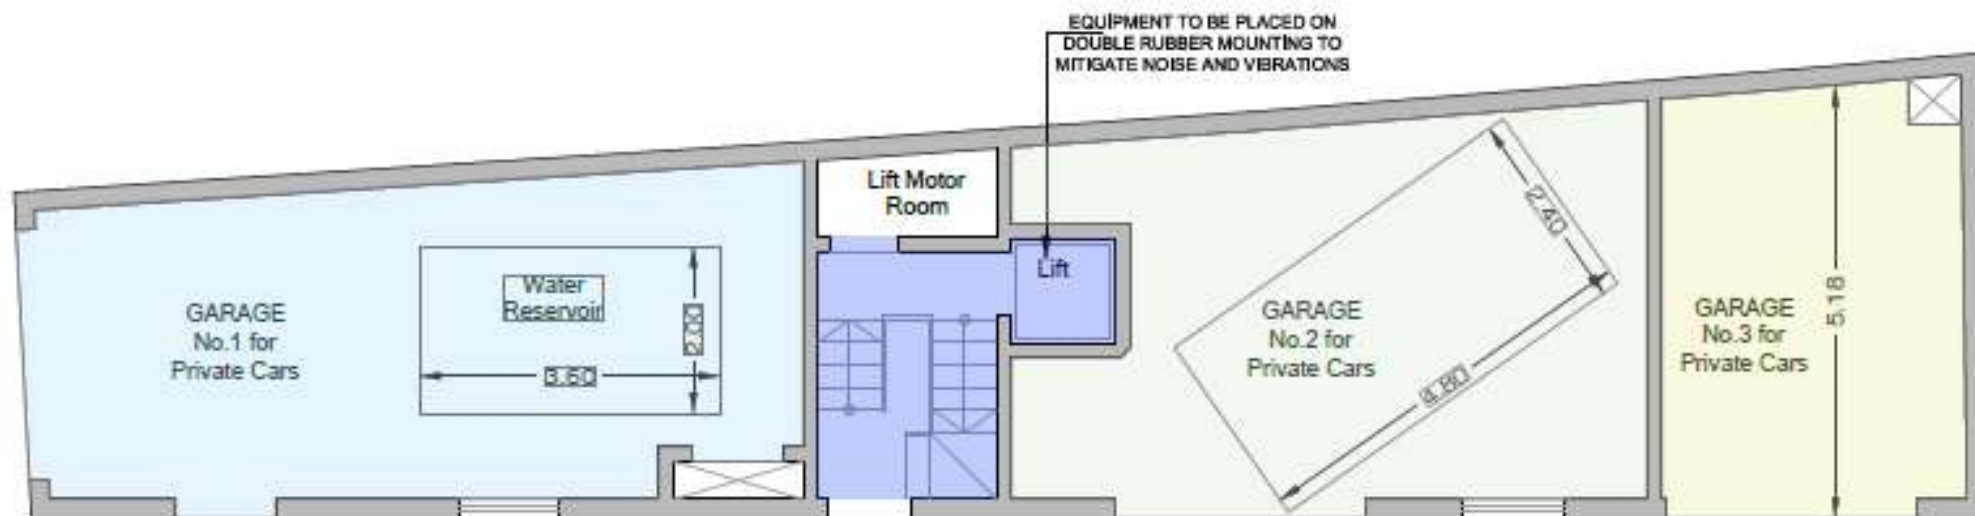 EQUIPMENT TO BE PLACED ON
DOUBLE RUBBER MOUNTING TO
MITIGATE NOISE AND VIBRATIONS
Lift Motor
Room
Lift
Water
Reservoir
2.00
3.60
GARAGE
No.1 for
Private Cars
2.40
4.80
GARAGE
No.2 for
Private Cars
GARAGE
No.3 for
Private Cars
5.18